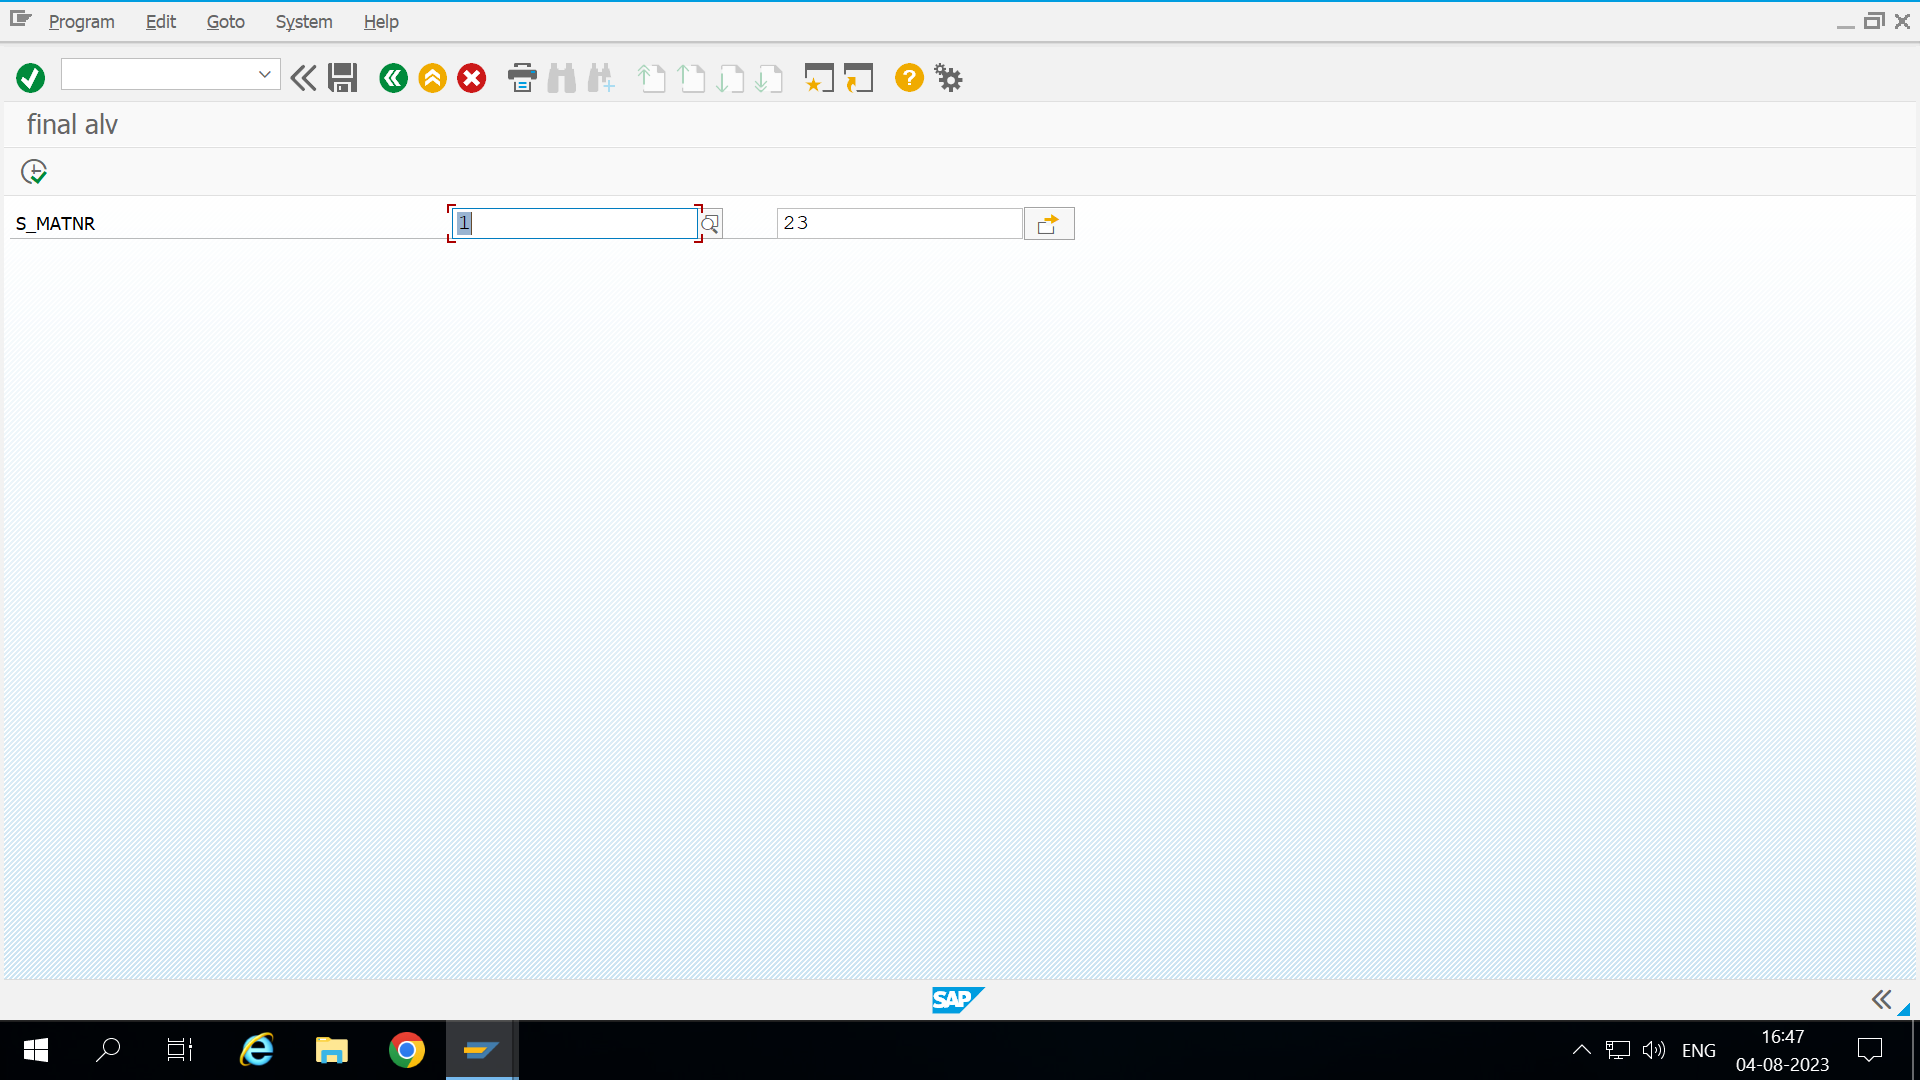 Program Edit Goto System Help
final alv
S_MATNR 1 23
SAP
ENG 16:47
04-08-2023